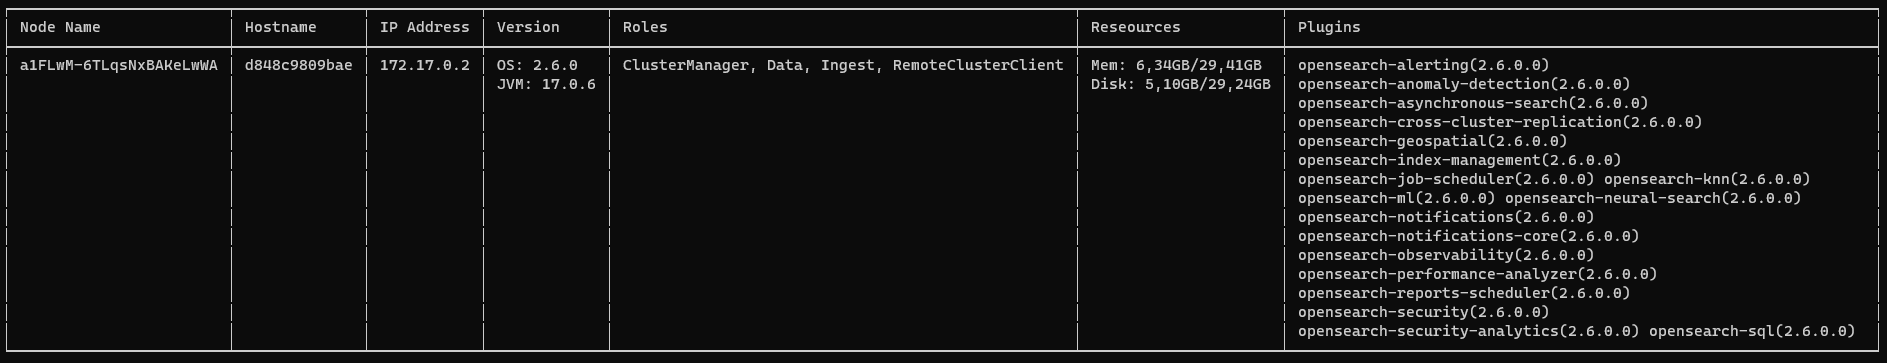 Node Name Hostname IP Address Version Roles Reseources Plugins
a1FLwM-6TLqsNxBAKeLwWA d848c9809bae 172.17.0.2 OS: 2.6.0 ClusterManager, Data, Ingest, RemoteClusterClient Mem: 6,34GB/29,41GB opensearch-alerting(2.6.0.0)
JVM: 17.0.6 Disk: 5,10GB/29,24GB opensearch-anomaly-detection(2.6.0.0)
opensearch-asynchronous-search(2.6.0.0)
opensearch-cross-cluster-replication(2.6.0.0)
opensearch-geospatial(2.6.0.0)
opensearch-index-management(2.6.0.0)
opensearch-job-scheduler(2.6.0.0) opensearch-knn(2.6.0.0)
opensearch-ml(2.6.0.0) opensearch-neural-search(2.6.0.0)
opensearch-notifications(2.6.0.0)
opensearch-notifications-core(2.6.0.0)
opensearch-observability(2.6.0.0)
opensearch-performance-analyzer(2.6.0.0)
opensearch-reports-scheduler(2.6.0.0)
opensearch-security(2.6.0.0)
opensearch-security-analytics(2.6.0.0) opensearch-sql(2.6.0.0)